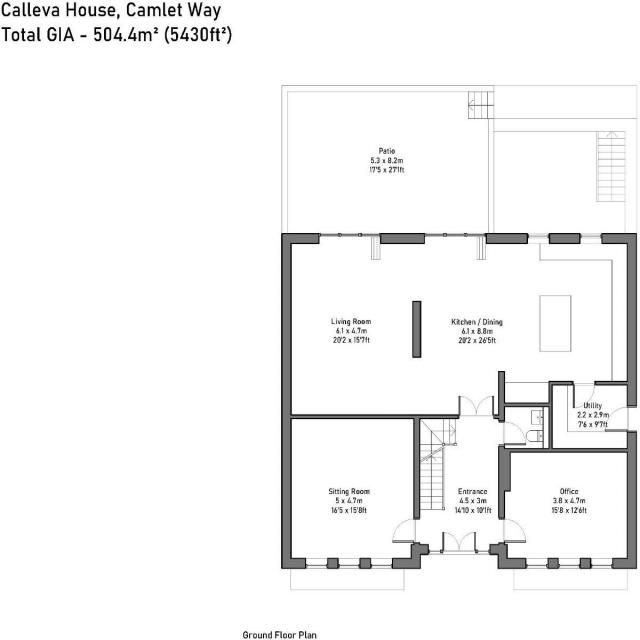 Calleva House, Camlet Way
Total GIA - 504.4m² (5430ft²)
Patio
5.3 x 8.2m
17'5 x 27'1ft
Living Room
6.1 x 4.7m
20'2 x 15'7ft
Kitchen / Dining
6.1 x 8.8m
20'2 x 26'5ft
Utility
2.2 x 2.9m
7'6 x 9'7ft
Sitting Room
5 x 4.7m
16'5 x 15'8ft
Entrance
4.5 x 3m
14'10 x 10'1ft
Office
3.8 x 4.7m
15'8 x 12'6ft
Ground Floor Plan